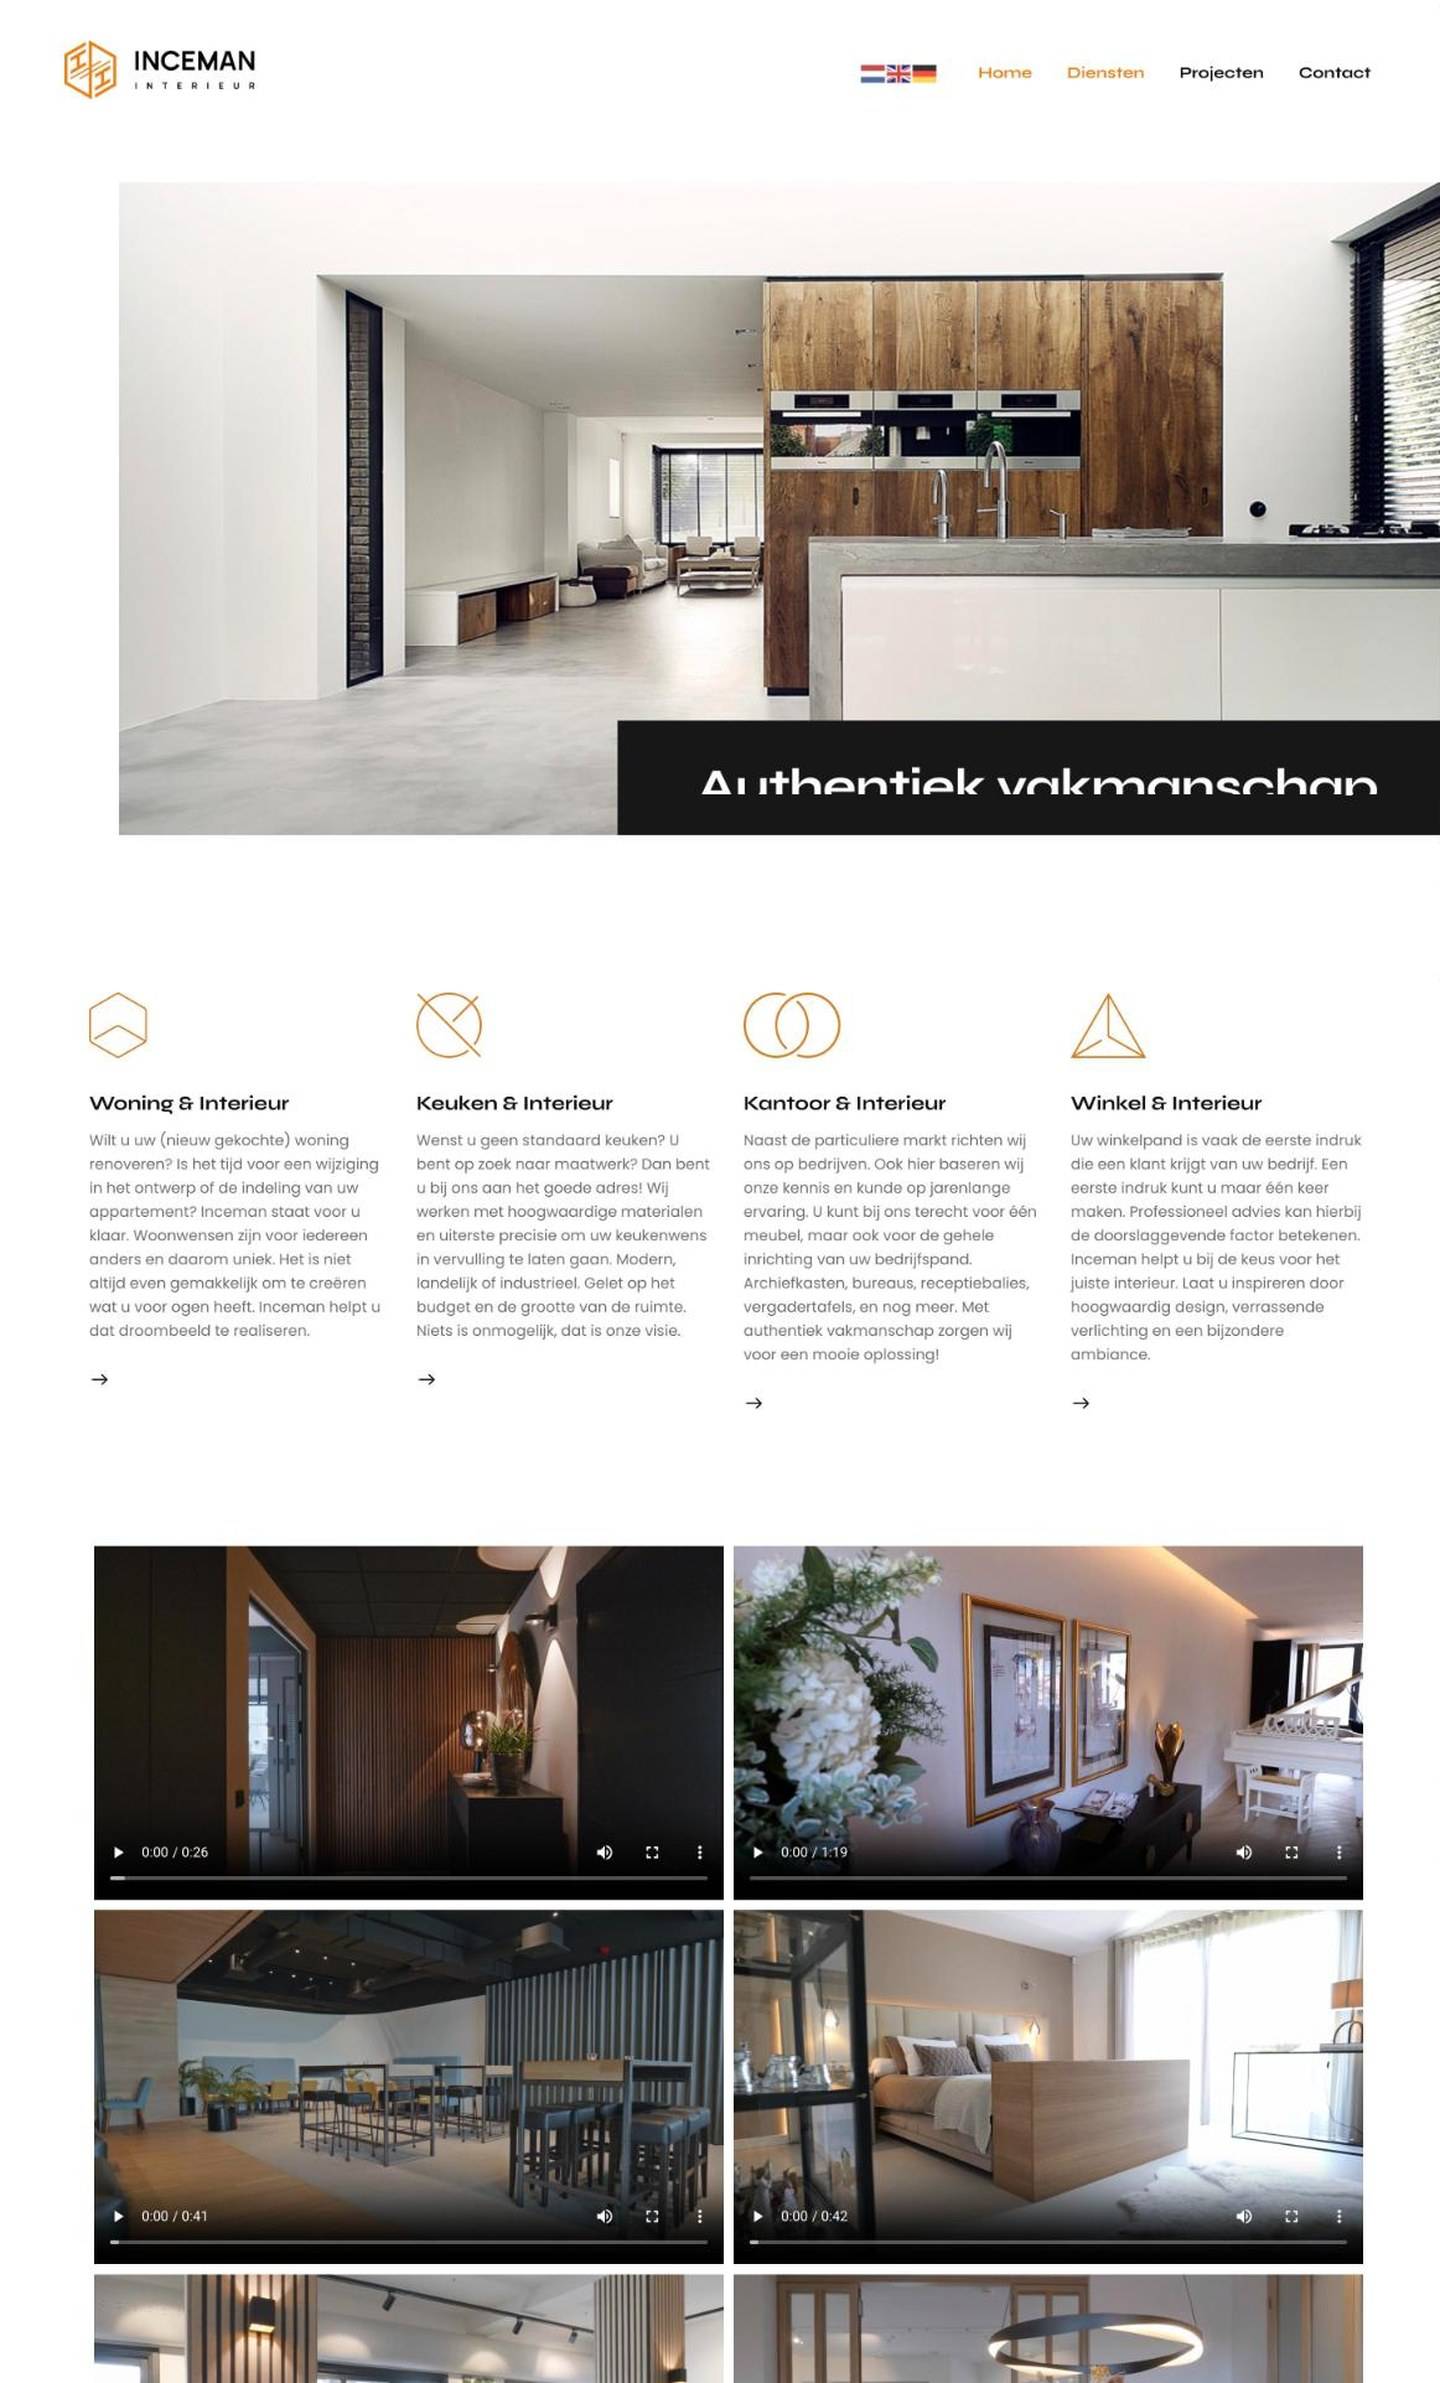 INCEMAN
INTERIEUR
Home Diensten Projecten Contact
Authentiek vakmanschap
Woning & Interieur
Wilt u uw (nieuw gekochte) woning
renoveren? Is het tijd voor een wijziging
in het ontwerp of de indeling van uw
appartement? Inceman staat voor u
klaar. Woonwensen zijn voor iedereen
anders en daarom uniek. Het is niet
altijd even gemakkelijk om te creëren
wat u voor ogen heeft. Inceman helpt u
dat droombeeld te realiseren.
Keuken & Interieur
Wenst u geen standaard keuken? U
bent op zoek naar maatwerk? Dan bent
u bij ons aan het goede adres! Wij
werken met hoogwaardige materialen
en uiterste precisie om uw keukenwens
in vervulling te laten gaan. Modern,
landelijk of industrieel. Gelet op het
budget en de grootte van de ruimte.
Niets is onmogelijk, dat is onze visie.
Kantoor & Interieur
Naast de particuliere markt richten wij
ons op bedrijven. Ook hier baseren wij
onze kennis en kunde op jarenlange
ervaring. U kunt bij ons terecht voor één
meubel, maar ook voor de gehele
inrichting van uw bedrijfspand.
Archiefkasten, bureaus, receptiebalies,
vergadertafels, en nog meer. Met
authentiek vakmanschap zorgen wij
voor een mooie oplossing!
Winkel & Interieur
Uw winkelpand is vaak de eerste indruk
die een klant krijgt van uw bedrijf. Een
eerste indruk kunt u maar één keer
maken. Professioneel advies kan hierbij
de doorslaggevende factor betekenen.
Inceman helpt u bij de keus voor het
juiste interieur. Laat u inspireren door
hoogwaardig design, verrassende
verlichting en een bijzondere
ambiance.
0:00 / 0:26
0:00 / 1:19
0:00 / 0:41
0:00 / 0:42